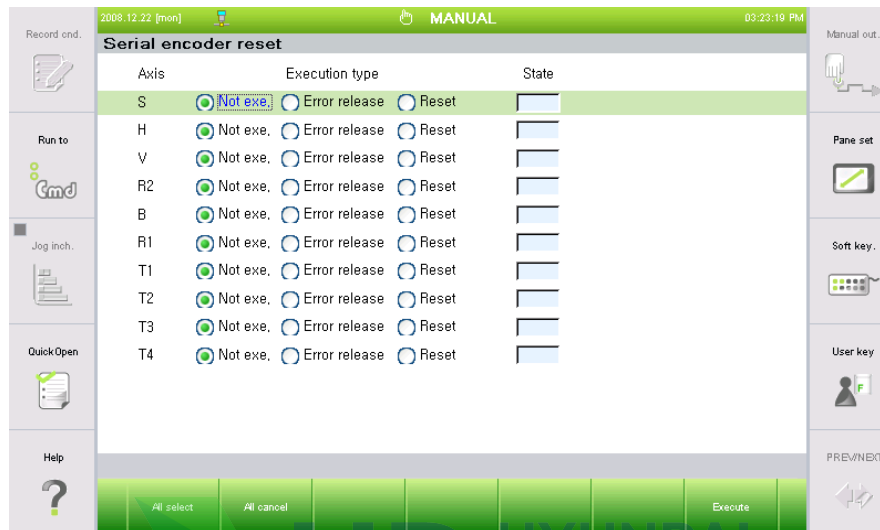 2008.12.22 [mon] MANUAL 03:23:19 PM
Record cnd.
Manual out.
Serial encoder reset
Axis Execution type State
S Not exe, Error release Reset
H Not exe, Error release Reset
V Not exe, Error release Reset
R2 Not exe, Error release Reset
B Not exe, Error release Reset
R1 Not exe, Error release Reset
T1 Not exe, Error release Reset
T2 Not exe, Error release Reset
T3 Not exe, Error release Reset
T4 Not exe, Error release Reset
Run to
Cmd
Jog inch.
Quick Open
Help
?
Pane set
Soft key.
User key
F
PREV/NEXT
All select All cancel Execute
HYUNDAI